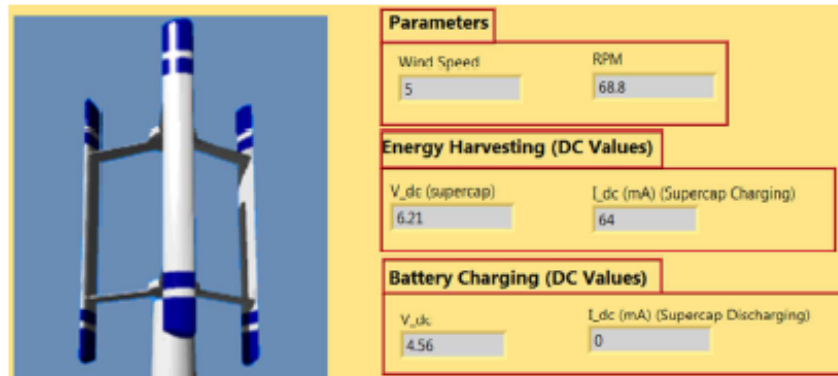 Parameters
Wind Speed RPM
5 68.8
Energy Harvesting (DC Values)
V_dc (supercap) I_dc (mA) (Supercap Charging)
6.21 64
Battery Charging (DC Values)
V_dc I_dc (mA) (Supercap Discharging)
4.56 0